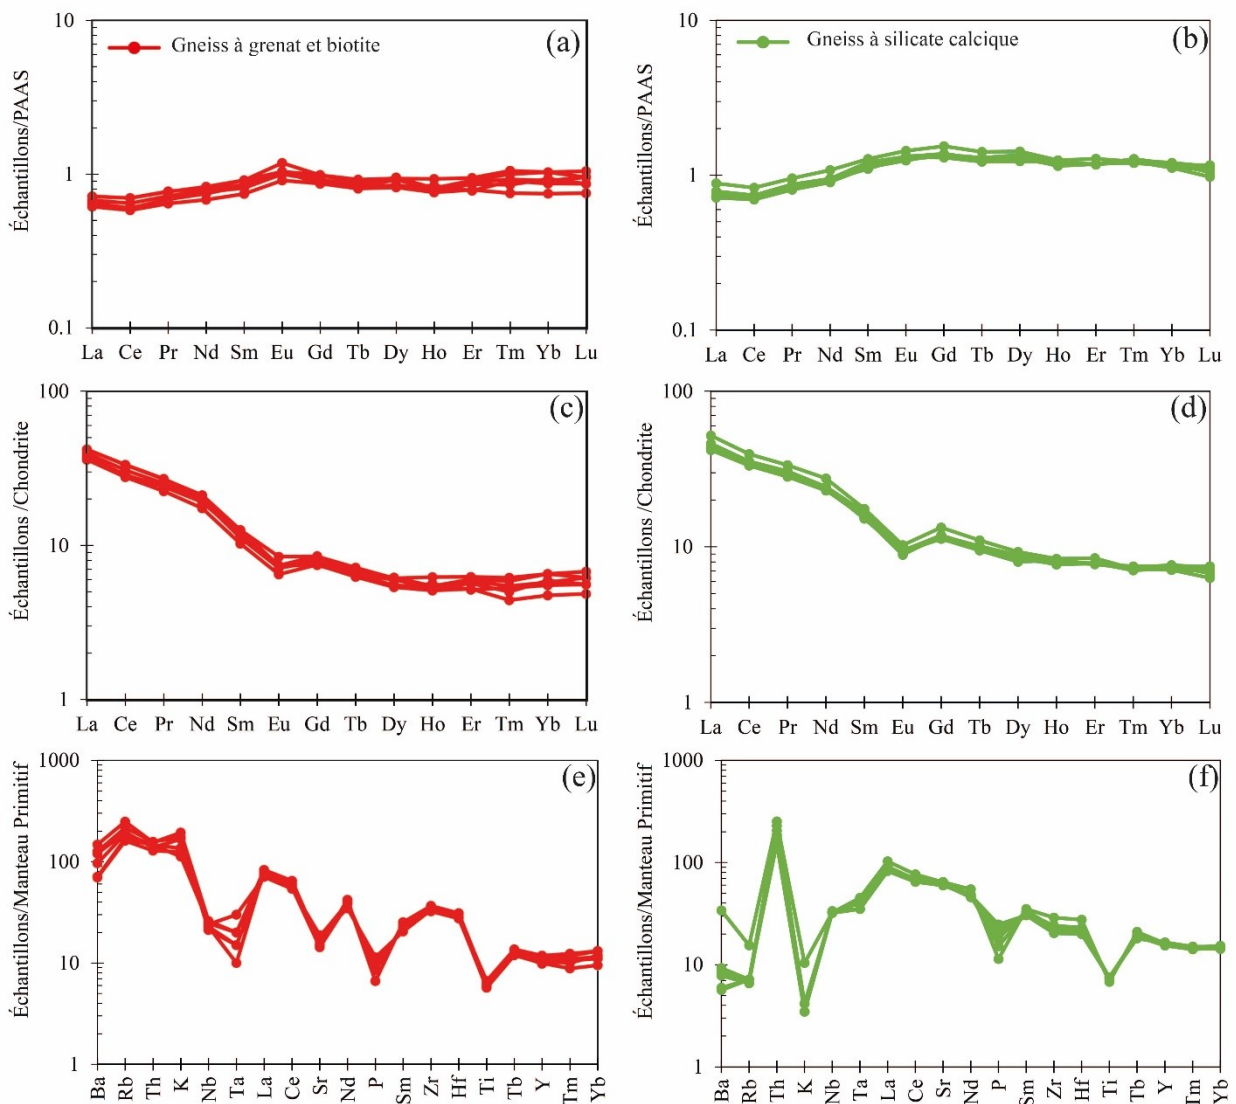 Gneiss à grenat et biotite
(a)
Échantillons/PAAS
10
1
0.1
La Ce Pr Nd Sm Eu Gd Tb Dy Ho Er Tm Yb Lu
Gneiss à silicate calcique
(b)
Échantillons/PAAS
10
1
0.1
La Ce Pr Nd Sm Eu Gd Tb Dy Ho Er Tm Yb Lu
(c)
Échantillons /Chondrite
100
10
1
La Ce Pr Nd Sm Eu Gd Tb Dy Ho Er Tm Yb Lu
(d)
Échantillons /Chondrite
100
10
1
La Ce Pr Nd Sm Eu Gd Tb Dy Ho Er Tm Yb Lu
(e)
Échantillons/Manteau Primitif
1000
100
10
1
Ba Rb Th K Nb Ta La Ce Sr Nd P Sm Zr Hf Ti Tb Y Tm Yb
(f)
Échantillons/Manteau Primitif
1000
100
10
1
Ba Rb Th K Nb Ta La Ce Sr Nd P Sm Zr Hf Ti Tb Y Tm Yb